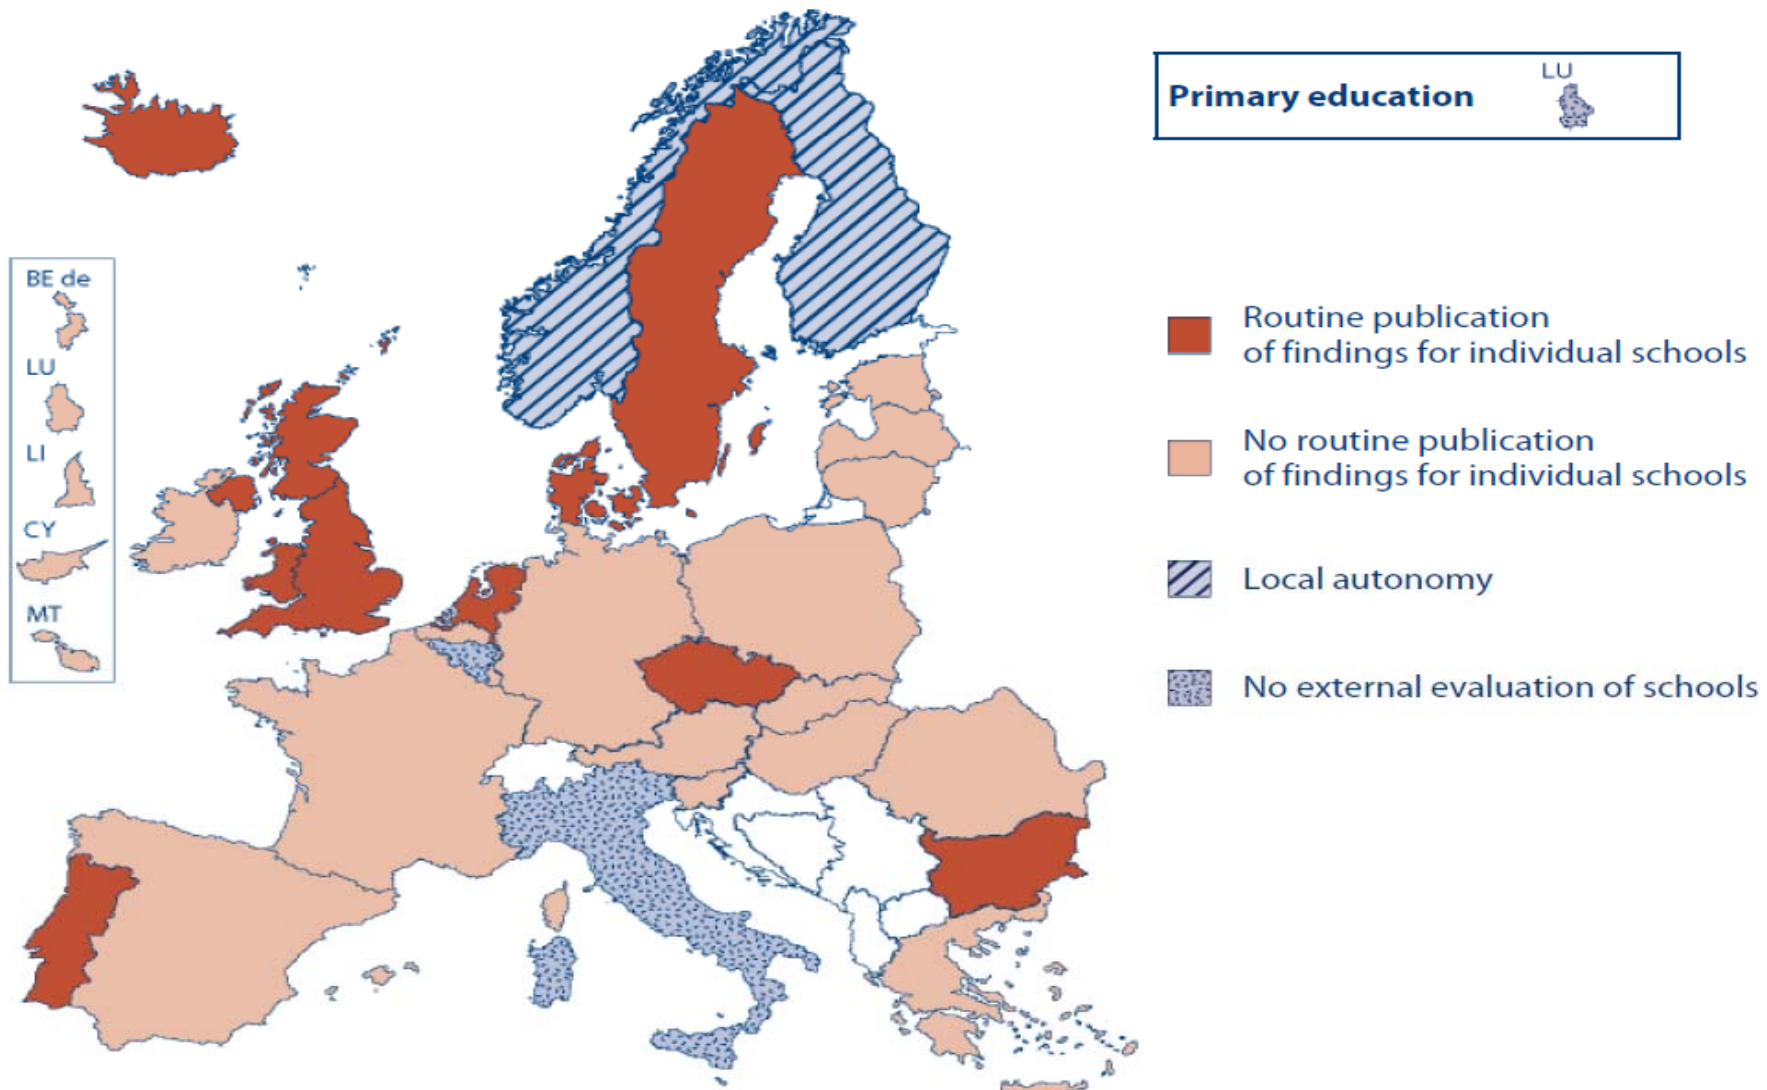 Primary education
LU
BE de
LU
LI
CY
MT
Routine publication
of findings for individual schools
No routine publication
of findings for individual schools
Local autonomy
No external evaluation of schools